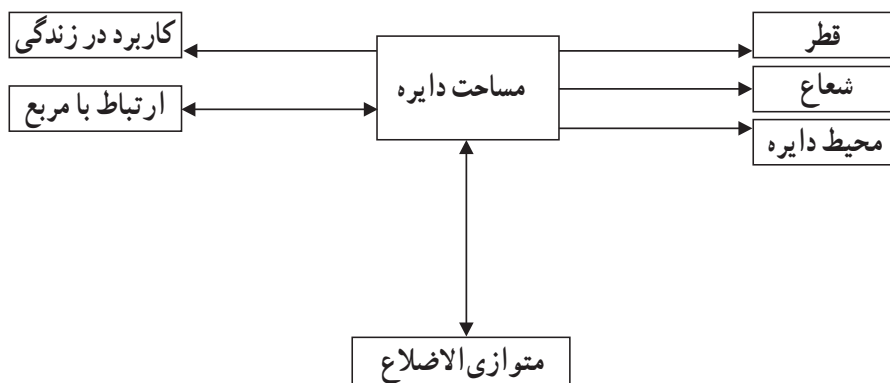 قطر
کاربرد در زندگی
مساحت دایره
شعاع
ارتباط با مربع
محیط دایره
متوازی‌الاضلاع